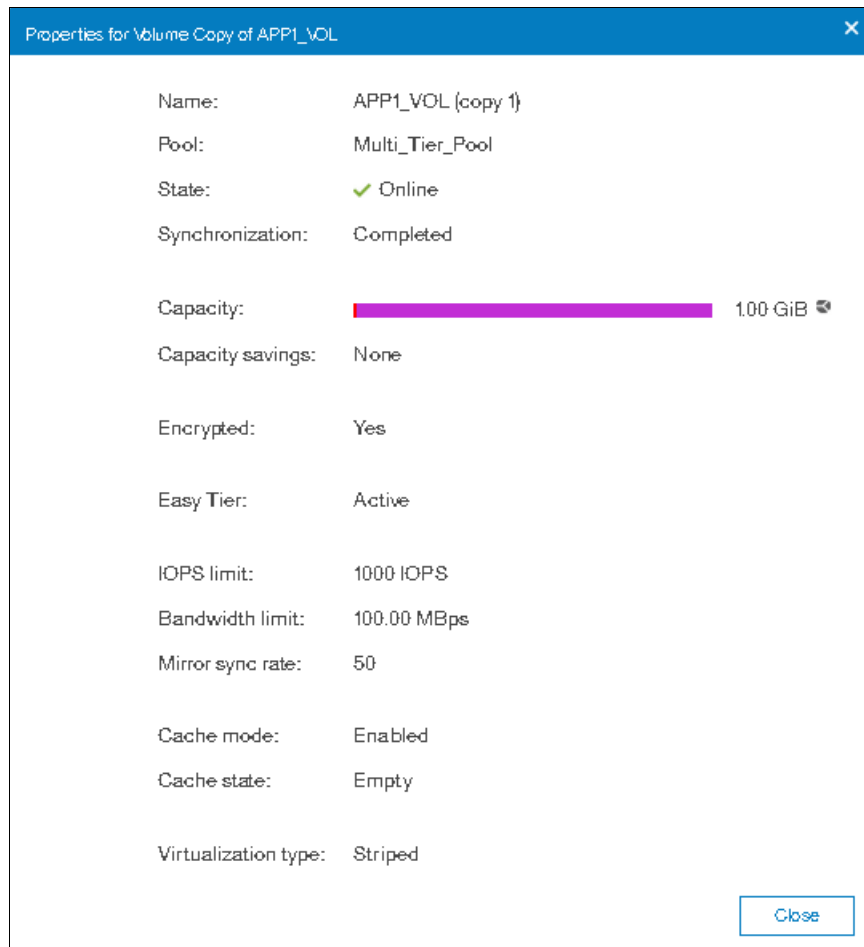 Properties for Volume Copy of APP1_VOL
Name: APP1_VOL (copy 1)
Pool: Multi_Tier_Pool
State: Online
Synchronization: Completed
Capacity: 1.00 GiB
Capacity savings: None
Encrypted: Yes
Easy Tier: Active
IOPS limit: 1000 IOPS
Bandwidth limit: 100.00 MBps
Mirror sync rate: 50
Cache mode: Enabled
Cache state: Empty
Virtualization type: Striped
Close